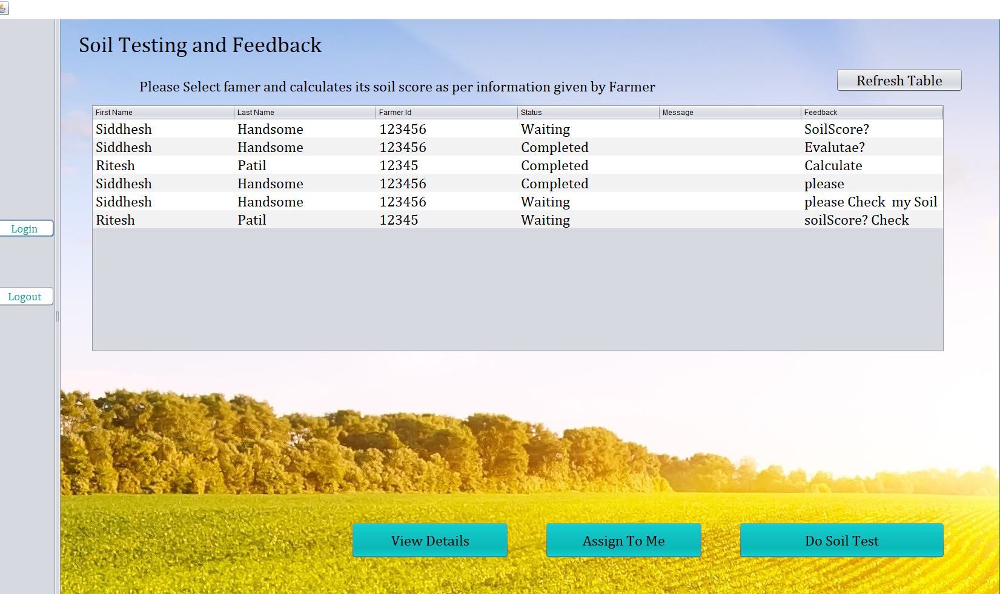 Soil Testing and Feedback
Please Select famer and calculates its soil score as per information given by Farmer
Refresh Table
First Name Last Name Farmer Id Status Message Feedback
Siddhesh Handsome 123456 Waiting SoilScore?
Siddhesh Handsome 123456 Completed Evalutae?
Ritesh Patil 12345 Completed Calculate
Siddhesh Handsome 123456 Completed please
Siddhesh Handsome 123456 Waiting please Check  my Soil
Ritesh Patil 12345 Waiting soilScore? Check
Login
Logout
View Details Assign To Me Do Soil Test